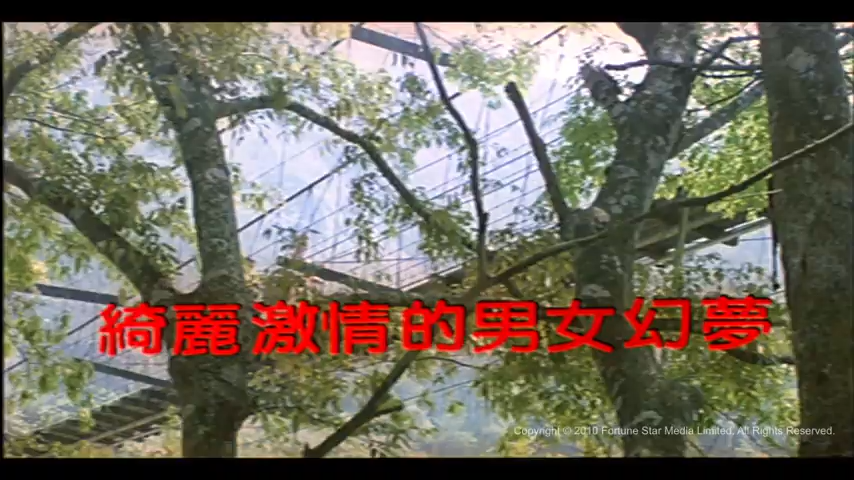 綺麗激情的男女幻夢
Copyright © 2010 Fortune Star Media Limited. All Rights Reserved.